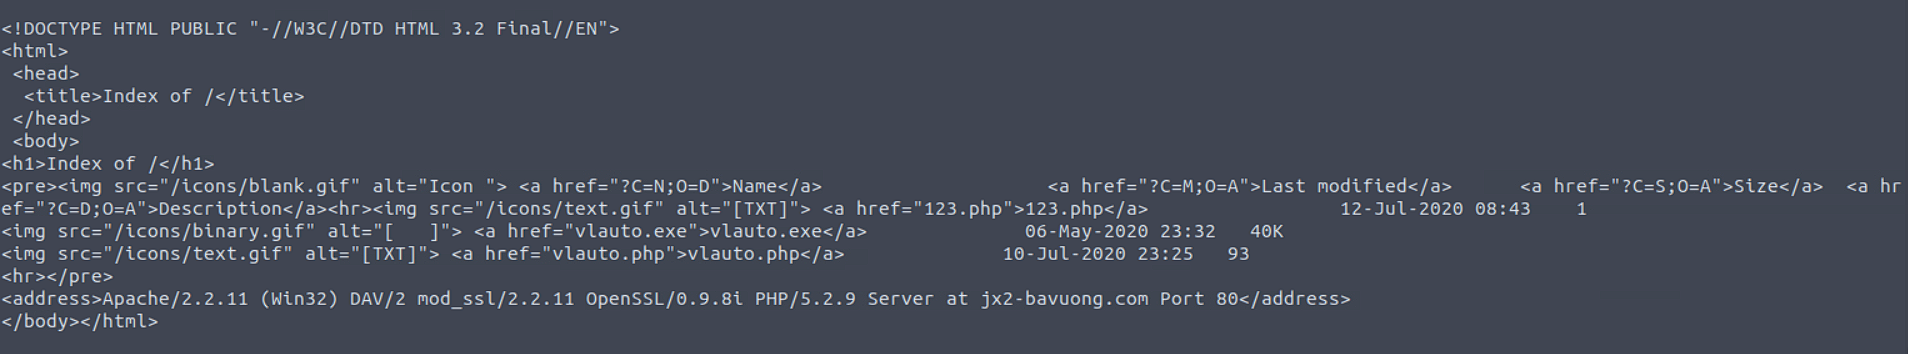 <!DOCTYPE HTML PUBLIC "-//W3C//DTD HTML 3.2 Final//EN">
<html>
 <head>
  <title>Index of /</title>
 </head>
 <body>
<h1>Index of /</h1>
<pre><img src="/icons/blank.gif" alt="Icon "> <a href="?C=N;O=D">Name</a>                    <a href="?C=M;O=A">Last modified</a>      <a href="?C=S;O=A">Size</a>  <a hr
ef="?C=D;O=A">Description</a><hr><img src="/icons/text.gif" alt="[TXT]"> <a href="123.php">123.php</a>                 12-Jul-2020 08:43    1
<img src="/icons/binary.gif" alt="[   ]"> <a href="vlauto.exe">vlauto.exe</a>              06-May-2020 23:32   40K
<img src="/icons/text.gif" alt="[TXT]"> <a href="vlauto.php">vlauto.php</a>              10-Jul-2020 23:25   93
<hr></pre>
<address>Apache/2.2.11 (Win32) DAV/2 mod_ssl/2.2.11 OpenSSL/0.9.8i PHP/5.2.9 Server at jx2-bavuong.com Port 80</address>
</body></html>